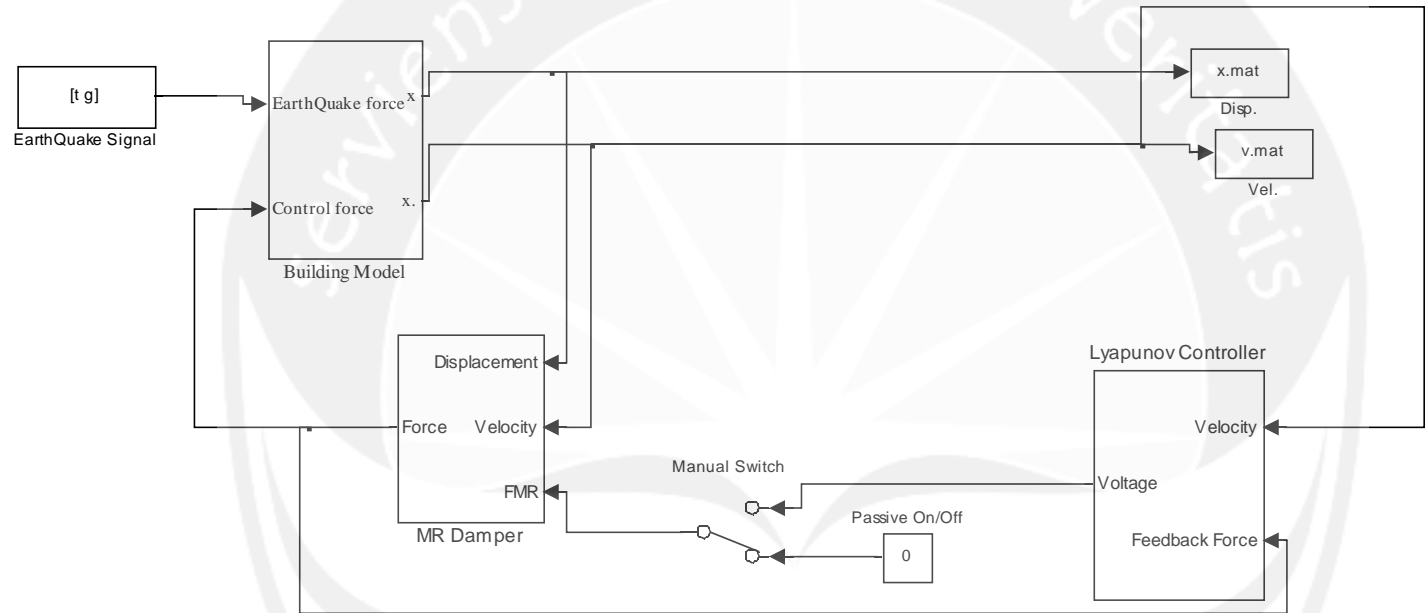 [t g]
EarthQuake Signal
EarthQuake force
x
Control force
x.
Building Model
x.mat
Disp.
v.mat
Vel.
Displacement
Force
Velocity
FMR
MR Damper
Manual Switch
Passive On/Off
0
Lyapunov Controller
Velocity
Voltage
Feedback Force